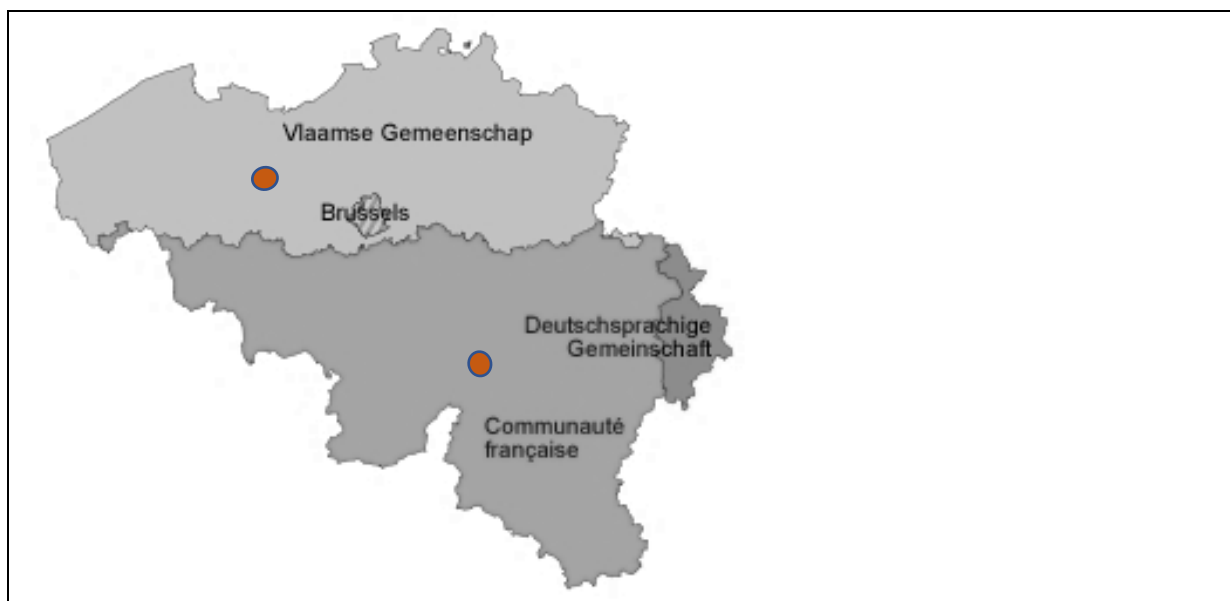 Vlaamse Gemeenschap
Brussels
Deutschsprachige
Gemeinschaft
Communauté
française